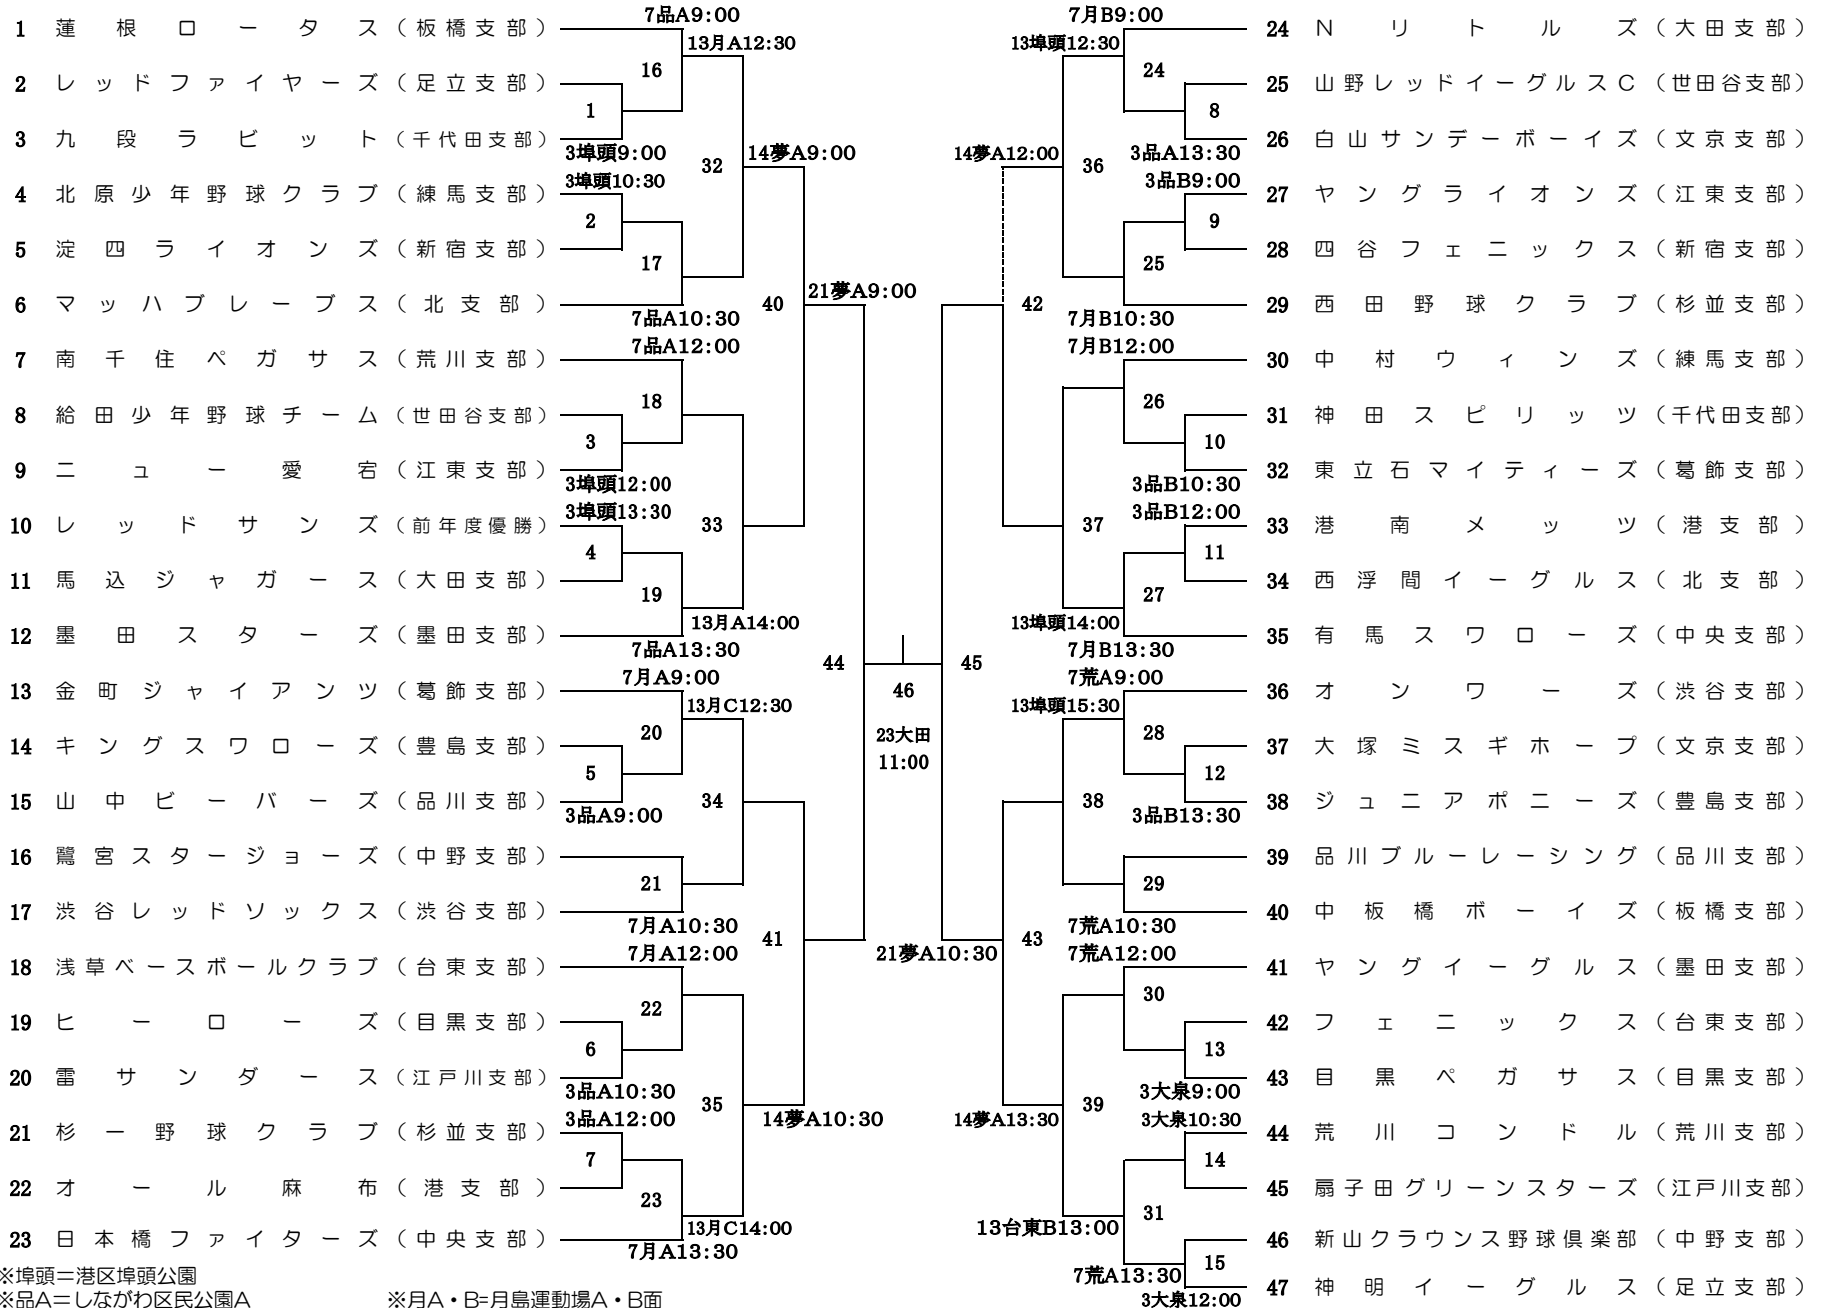 7品A9:00
1 蓮根ロータス（板橋支部）
13月A12:30
16
2 レッドファイヤーズ（足立支部）
1
3 九段ラビット（千代田支部）
3埠頭9:00
32
14夢A9:00
3埠頭10:30
4 北原少年野球クラブ（練馬支部）
2
5 淀四ライオンズ（新宿支部）
17
6 マッハブレーブス（北支部）
40
21夢A9:00
7品A10:30
7品A12:00
7 南千住ペガサス（荒川支部）
18
8 給田少年野球チーム（世田谷支部）
3
9 ニュー愛宕（江東支部）
3埠頭12:00
3埠頭13:30
33
10 レッドサンズ（前年度優勝）
4
11 馬込ジャガース（大田支部）
19
13月A14:00
12 墨田スターズ（墨田支部）
7品A13:30
44
7月A9:00
13 金町ジャイアンツ（葛飾支部）
13月C12:30
20
14 キングスワローズ（豊島支部）
5
34
15 山中ビーバーズ（品川支部）
3品A9:00
16 鷺宮スタージョーズ（中野支部）
21
17 渋谷レッドソックス（渋谷支部）
7月A10:30
41
7月A12:00
18 浅草ベースボールクラブ（台東支部）
22
19 ヒーローズ（目黒支部）
6
20 雷サンダース（江戸川支部）
3品A10:30
35
3品A12:00
14夢A10:30
21 杉一野球クラブ（杉並支部）
7
22 オール麻布（港支部）
23
13月C14:00
23 日本橋ファイターズ（中央支部）
7月A13:30
46
23大田
11:00
7月B9:00
24 Nリトルズ（大田支部）
13埠頭12:30
24
25 山野レッドイーグルスC（世田谷支部）
8
26 白山サンデーボーイズ（文京支部）
14夢A12:00
36
3品A13:30
3品B9:00
27 ヤングライオンズ（江東支部）
9
28 四谷フェニックス（新宿支部）
25
29 西田野球クラブ（杉並支部）
42
7月B10:30
7月B12:00
30 中村ウィンズ（練馬支部）
26
31 神田スピリッツ（千代田支部）
10
32 東立石マイティーズ（葛飾支部）
3品B10:30
3品B12:00
37
33 港南メッツ（港支部）
11
34 西浮間イーグルス（北支部）
27
13埠頭14:00
35 有馬スワローズ（中央支部）
7月B13:30
45
7荒A9:00
36 オンワーズ（渋谷支部）
13埠頭15:30
28
37 大塚ミスギホープ（文京支部）
12
38
38 ジュニアポニーズ（豊島支部）
3品B13:30
39 品川ブルーレーシング（品川支部）
29
40 中板橋ボーイズ（板橋支部）
7荒A10:30
21夢A10:30
43
7荒A12:00
41 ヤングイーグルス（墨田支部）
30
42 フェニックス（台東支部）
13
43 目黒ペガサス（目黒支部）
3大泉9:00
39
14夢A13:30
3大泉10:30
44 荒川コンドル（荒川支部）
14
45 扇子田グリーンスターズ（江戸川支部）
31
13台東B13:00
46 新山クラウンス野球倶楽部（中野支部）
15
7荒A13:30
47 神明イーグルス（足立支部）
3大泉12:00
※埠頭＝港区埠頭公園
※品A＝しながわ区民公園A ※月A・B=月島運動場A・B面